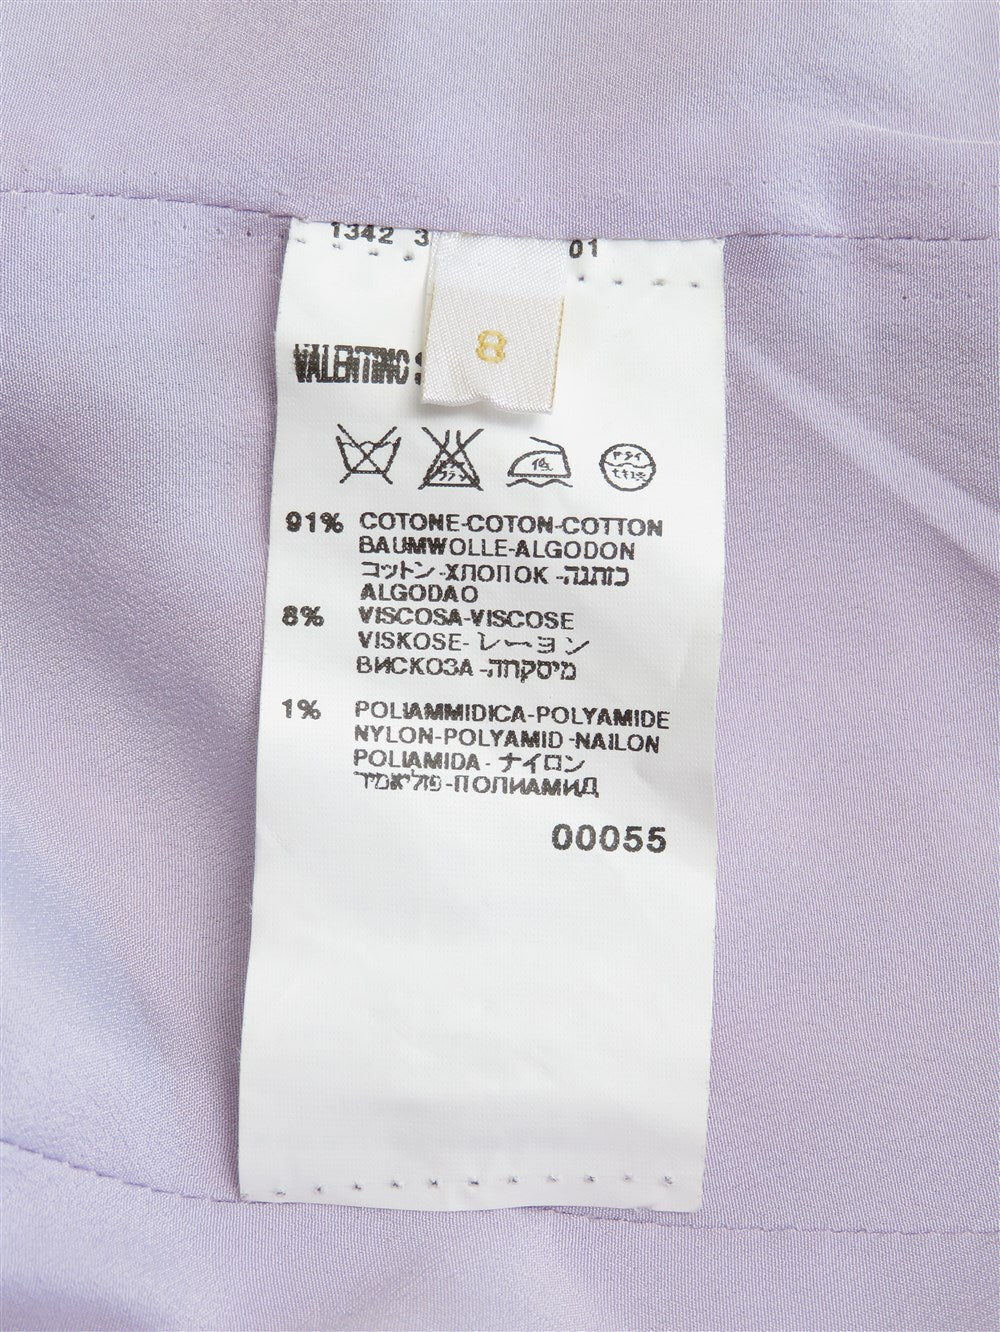 1342 3 01
8
VALENTINO
91% COTONE-COTON-COTTON
BAUMWOLLE-ALGODON
コットン-ХЛОПОК-כותנה
ALGODAO
8% VISCOSA-VISCOSE
VISKOSE-レーヨン
ВИСКОЗА-מיסקחה
1% POLIAMMIDICA-POLYAMIDE
NYLON-POLYAMID-NAILON
POLIAMIDA-ナイロン
פוליאמיד-ПОЛИАМИД
00055